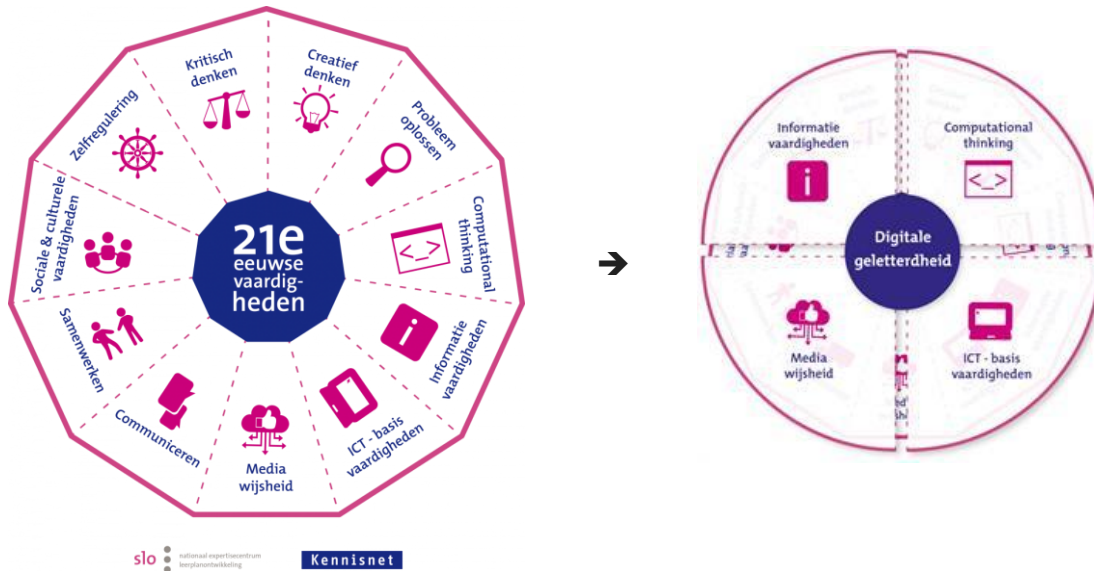 Kritisch
denken
Creatief
denken
Probleem
oplossen
Computational
thinking
Informatie
vaardigheden
ICT - basis
vaardigheden
Media
wijsheid
Communiceren
Samenwerken
Sociale & culturele
vaardigheden
Zelfregulering
21e
eeuwse
vaardig-
heden
<_>
i
slo
nationaal expertisecentrum
leerplanontwikkeling
Kennisnet
Informatie
vaardigheden
i
Computational
thinking
<_>
Digitale
geletterdheid
Media
wijsheid
ICT - basis
vaardigheden